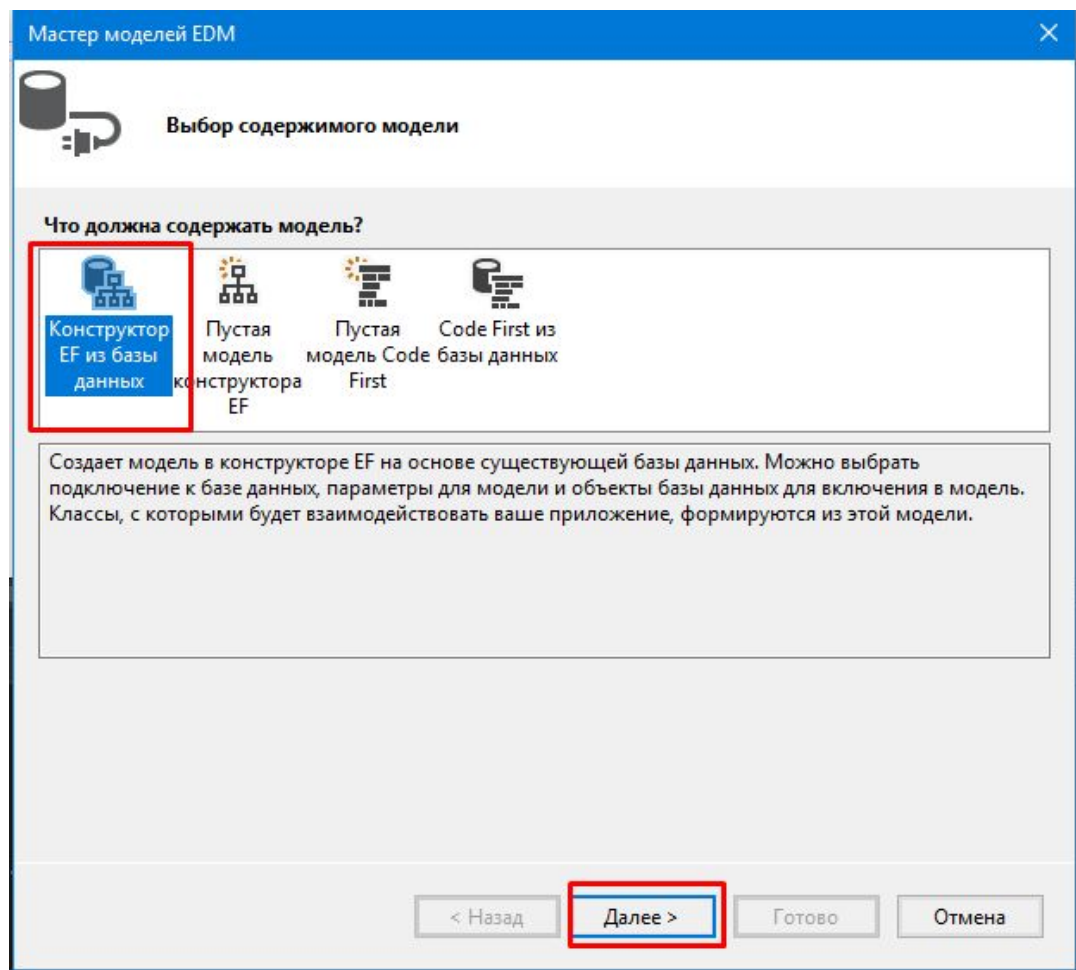 Мастер моделей EDM
Выбор содержимого модели
Что должна содержать модель?
Конструктор
EF из базы
данных
Пустая
модель
конструктора
EF
Пустая
модель Code
First
Code First из
базы данных
Создает модель в конструкторе EF на основе существующей базы данных. Можно выбрать
подключение к базе данных, параметры для модели и объекты базы данных для включения в модель.
Классы, с которыми будет взаимодействовать ваше приложение, формируются из этой модели.
< Назад
Далее >
Готово
Отмена